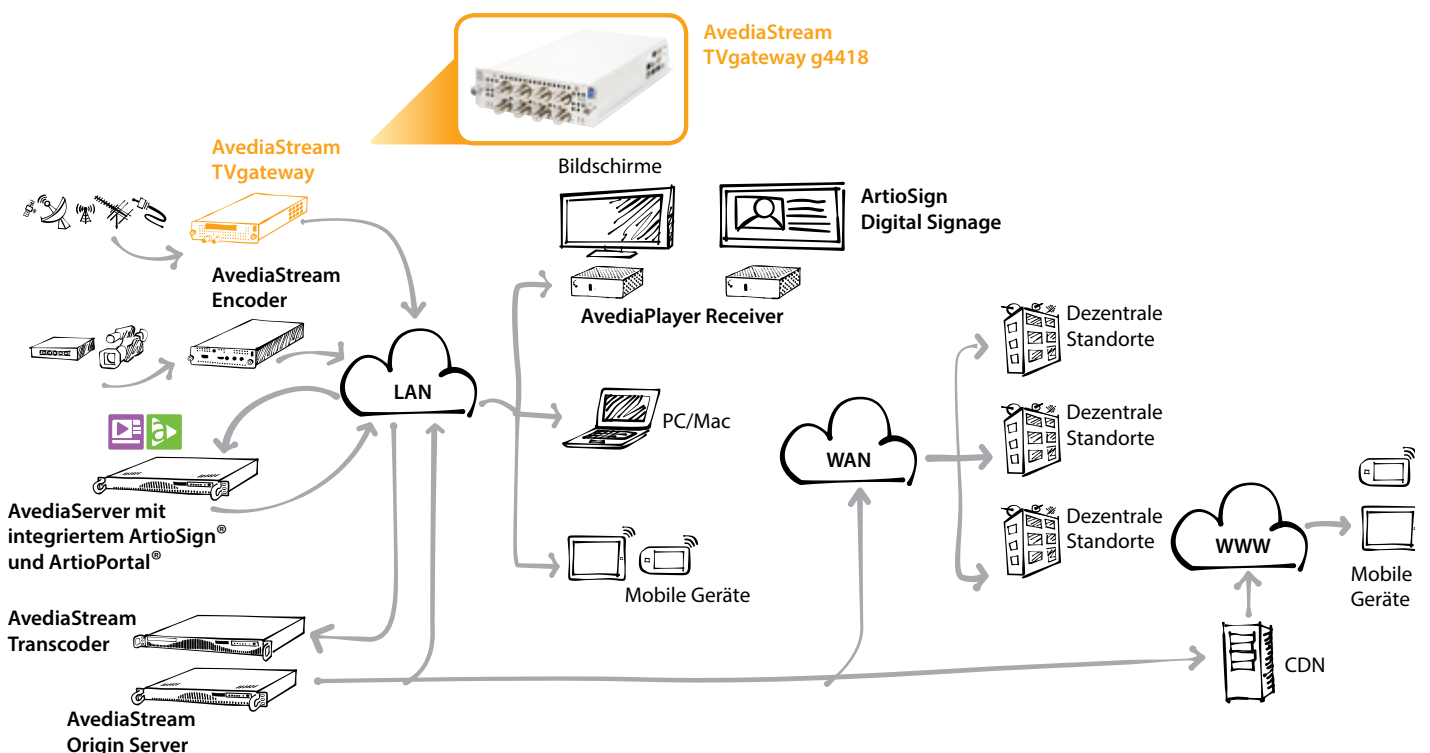 AvediaStream
TVgateway g4418
AvediaStream
TVgateway
Bildschirme
ArtioSign
Digital Signage
AvediaStream
Encoder
AvediaPlayer Receiver
Dezentrale
Standorte
LAN
PC/Mac
Dezentrale
Standorte
WAN
AvediaServer mit
integriertem ArtioSign®
und ArtioPortal®
Dezentrale
Standorte
WWW
Mobile Geräte
Mobile
Geräte
AvediaStream
Transcoder
CDN
AvediaStream
Origin Server